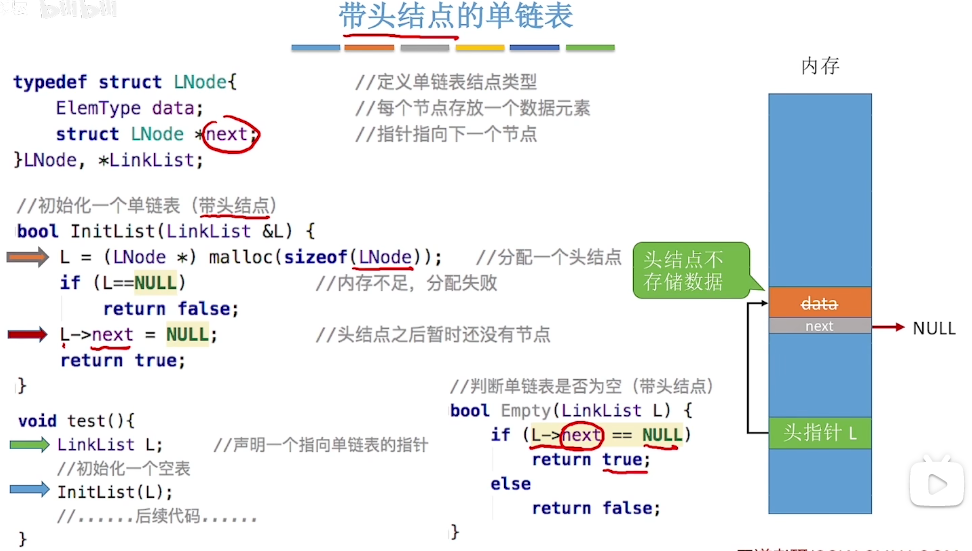 bilibili
带头结点的单链表
typedef struct LNode{ //定义单链表结点类型
ElemType data; //每个节点存放一个数据元素
struct LNode *next; //指针指向下一个节点
}LNode, *LinkList;
//初始化一个单链表（带头结点）
bool InitList(LinkList &L) {
L = (LNode *) malloc(sizeof(LNode)); //分配一个头结点
if (L==NULL) //内存不足，分配失败
return false;
L->next = NULL; //头结点之后暂时还没有节点
return true;
}
void test(){
LinkList L; //声明一个指向单链表的指针
//初始化一个空表
InitList(L);
//......后续代码......
}
//判断单链表是否为空（带头结点）
bool Empty(LinkList L) {
if (L->next == NULL)
return true;
else
return false;
}
内存
头结点不
存储数据
data
next
NULL
头指针 L